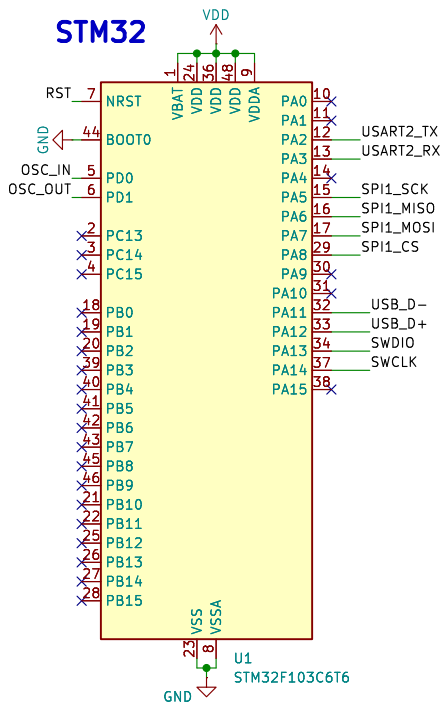 STM32
VDD
1 24 36 48 9
VBAT VDD VDD VDD VDDA
RST 7 NRST
GND 44 BOOT0
OSC_IN 5 PD0
OSC_OUT 6 PD1
2 PC13
3 PC14
4 PC15
18 PB0
19 PB1
20 PB2
39 PB3
40 PB4
41 PB5
42 PB6
43 PB7
45 PB8
46 PB9
21 PB10
22 PB11
25 PB12
26 PB13
27 PB14
28 PB15
PA0 10
PA1 11
PA2 12 USART2_TX
PA3 13 USART2_RX
PA4 14
PA5 15 SPI1_SCK
PA6 16 SPI1_MISO
PA7 17 SPI1_MOSI
PA8 29 SPI1_CS
PA9 30
PA10 31
PA11 32 USB_D-
PA12 33 USB_D+
PA13 34 SWDIO
PA14 37 SWCLK
PA15 38
VSS VSSA
23 8
GND
U1
STM32F103C6T6